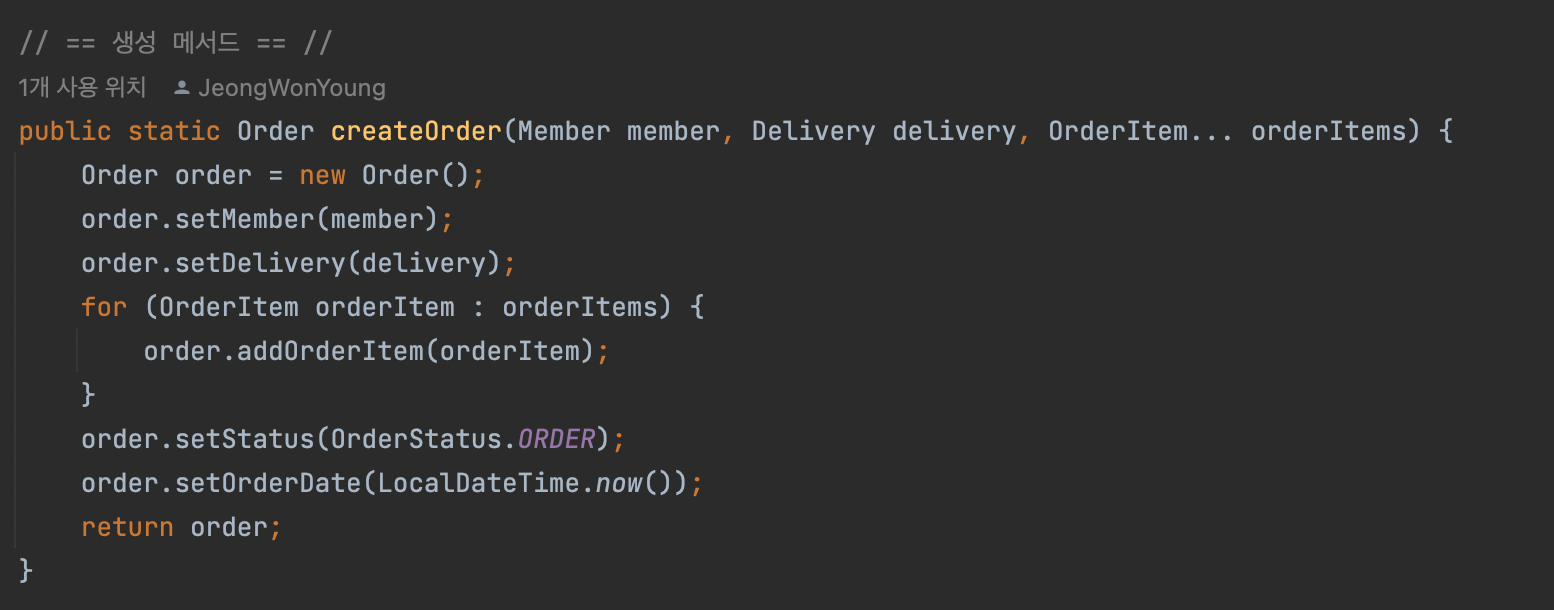 // == 생성 메서드 == //
1개 사용 위치 JeongWonYoung
public static Order createOrder(Member member, Delivery delivery, OrderItem... orderItems) {
    Order order = new Order();
    order.setMember(member);
    order.setDelivery(delivery);
    for (OrderItem orderItem : orderItems) {
        order.addOrderItem(orderItem);
    }
    order.setStatus(OrderStatus.ORDER);
    order.setOrderDate(LocalDateTime.now());
    return order;
}